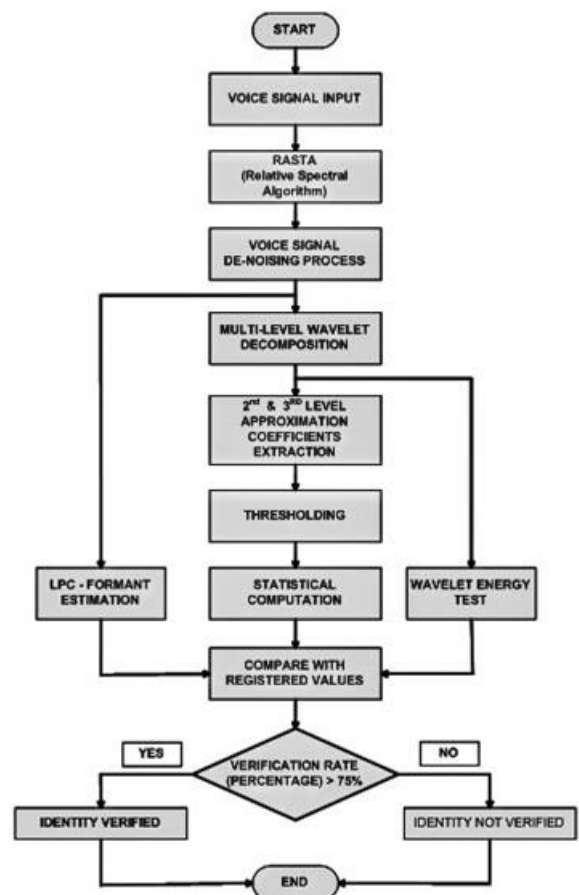 START
VOICE SIGNAL INPUT
RASTA
(Relative Spectral
Algorithm)
VOICE SIGNAL
DE-NOISING PROCESS
MULTI-LEVEL WAVELET
DECOMPOSITION
2nd & 3RD LEVEL
APPROXIMATION
COEFFICIENTS
EXTRACTION
THRESHOLDING
LPC - FORMANT
ESTIMATION
STATISTICAL
COMPUTATION
WAVELET ENERGY
TEST
COMPARE WITH
REGISTERED VALUES
YES
NO
VERIFICATION RATE
(PERCENTAGE) > 75%
IDENTITY VERIFIED
IDENTITY NOT VERIFIED
END